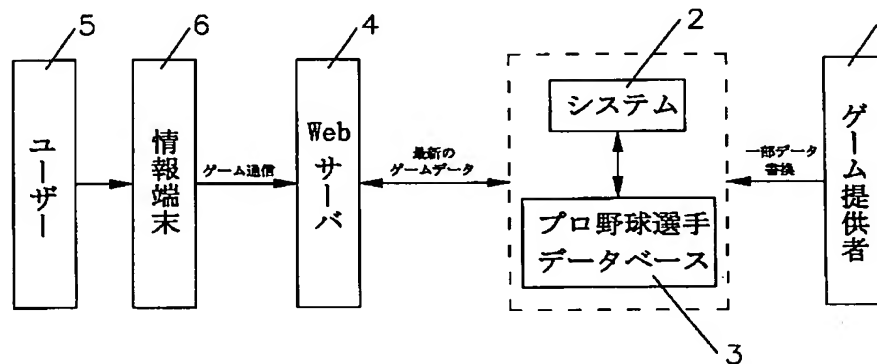 5
6
4
2
ユーザー
情報端末
ゲーム通信
Web
サーバ
最新の
ゲームデータ
システム
プロ野球選手
データベース
3
一部データ
書換
ゲーム提供者